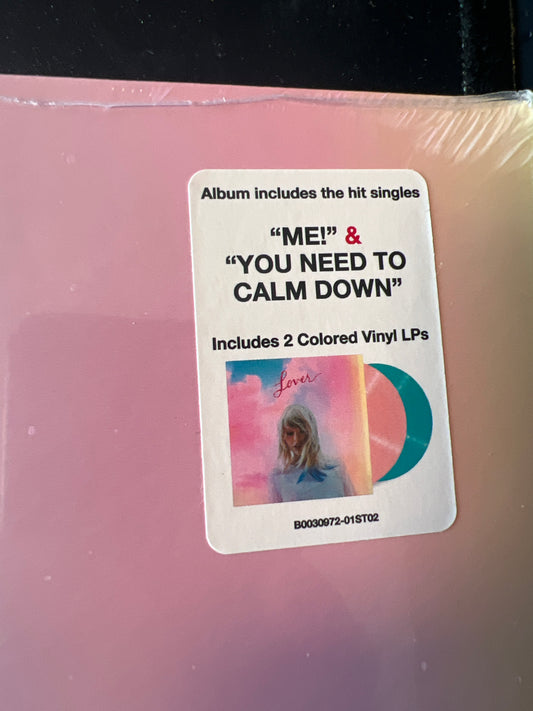 Album includes the hit singles
“ME!” &
“YOU NEED TO
CALM DOWN”
Includes 2 Colored Vinyl LPs
Lover
B0030972-01ST02